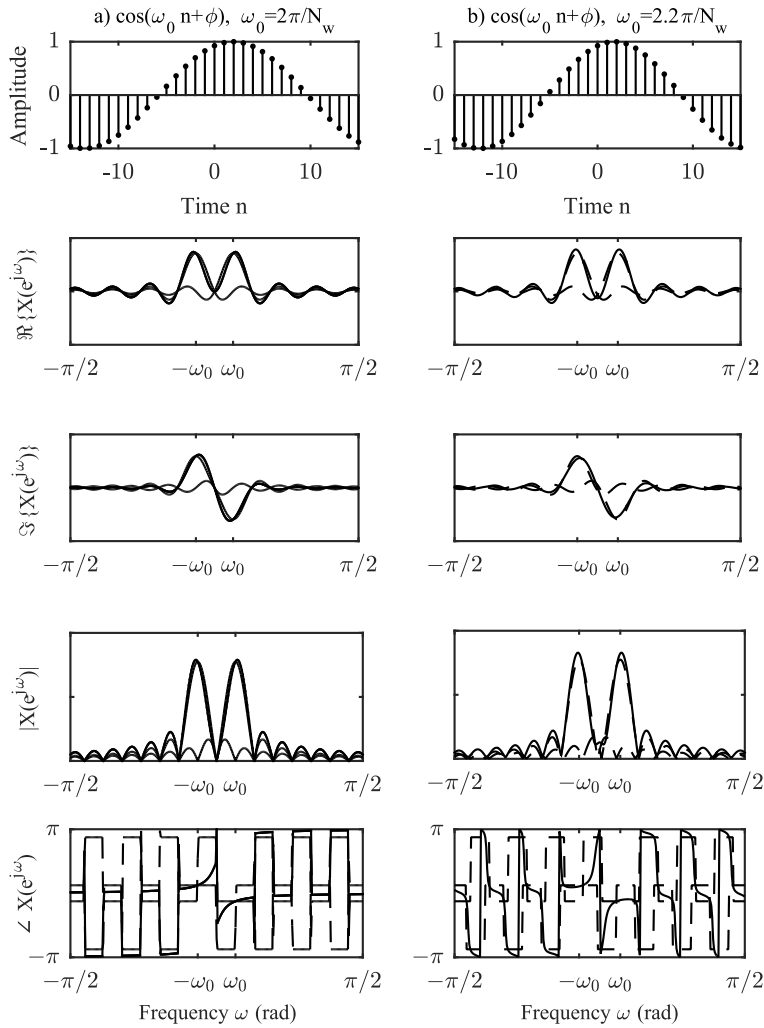 a) cos(ω₀ n+ϕ),  ω₀=2π/N_w
b) cos(ω₀ n+ϕ),  ω₀=2.2π/N_w
Amplitude
1
0
-1
-10 0 10
Time n
1
0
-1
-10 0 10
Time n
ℜ{X(e^{jω})}
−π/2 −ω₀ ω₀ π/2
−π/2 −ω₀ ω₀ π/2
ℑ{X(e^{jω})}
−π/2 −ω₀ ω₀ π/2
−π/2 −ω₀ ω₀ π/2
|X(e^{jω})|
−π/2 −ω₀ ω₀ π/2
−π/2 −ω₀ ω₀ π/2
∠ X(e^{jω})
π
−π
−π/2 −ω₀ ω₀ π/2
Frequency ω (rad)
π
−π
−π/2 −ω₀ ω₀ π/2
Frequency ω (rad)